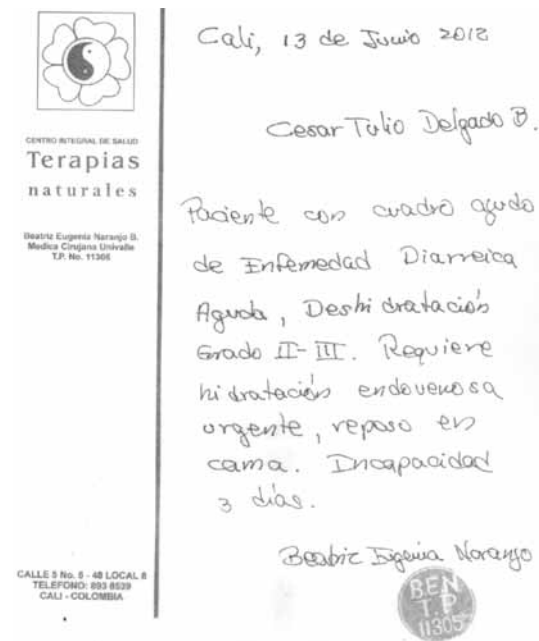 CENTRO INTEGRAL DE SALUD
Terapias
naturales
Beatriz Eugenia Naranjo B.
Medica Cirujana Univalle
T.P. No. 11305
CALLE 5 No. 5 - 48 LOCAL 8
TELEFONO: 893 8539
CALI - COLOMBIA
Cali, 13 de Junio 2012
Cesar Tulio Delgado B.
Paciente con cuadro agudo
de Enfemedad Diarreica
Aguda, Deshidratación
Grado II-III. Requiere
hidratación endovenosa
urgente, reposo en
cama. Incapacidad
3 días.
Beatriz Eugenia Naranjo
BEN
T.P.
11305